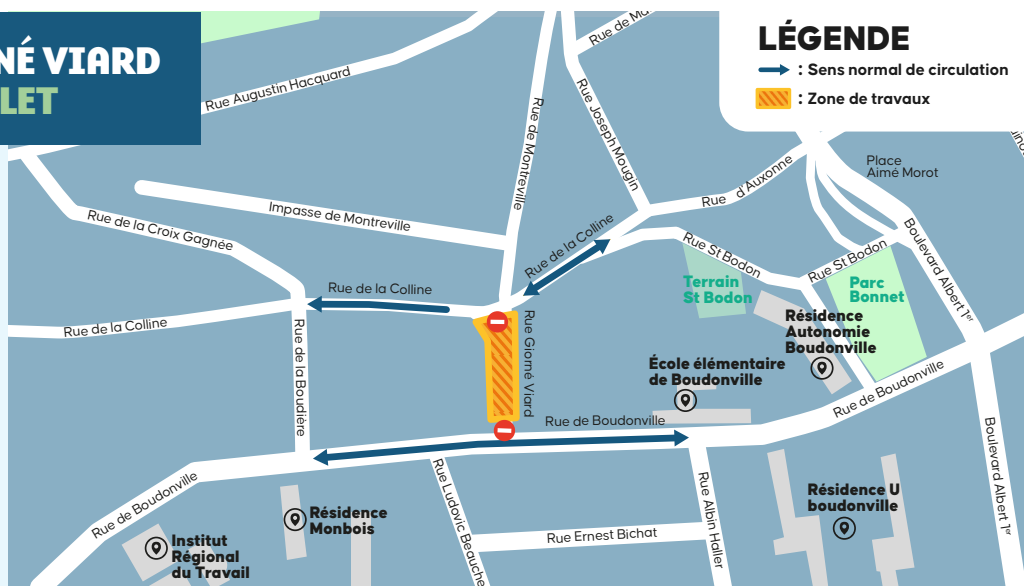 NÉ VIARD
LET
LÉGENDE
: Sens normal de circulation
: Zone de travaux
Rue Augustin Hacquard
Rue de Montreville
Rue Joseph Mougin
Rue d'Auxonne
Place
Aimé Morot
Impasse de Montreville
Rue de la Croix Gagnée
Rue de la Colline
Rue de la Colline
Rue de la Colline
Rue St Bodon
Rue St Bodon
Boulevard Albert 1er
Terrain
St Bodon
Parc
Bonnet
Résidence
Autonomie
Boudonville
Rue Giorné Viard
Rue de la Boudière
École élémentaire
de Boudonville
Rue de Boudonville
Rue de Boudonville
Rue de Boudonville
Boulevard Albert 1er
Rue Ludovic Beauche
Rue Albin Haller
Rue Ernest Bichat
Résidence
Monbois
Institut
Régional
du Travail
Résidence U
boudonville